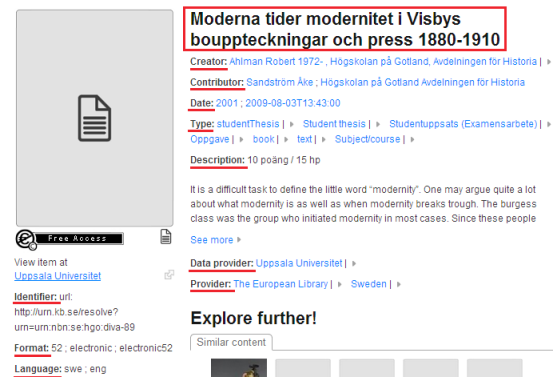 Moderna tider modernitet i Visbys
bouppteckningar och press 1880-1910
Creator: Ahlman Robert 1972- , Högskolan på Gotland, Avdelningen för Historia |
Contributor: Sandström Åke ; Högskolan på Gotland Avdelningen för Historia
Date: 2001 ; 2009-08-03T13:43:00
Type: studentThesis | Student thesis | Studentuppsats (Examensarbete) |
Oppgave | book | text | Subject/course |
Description: 10 poäng / 15 hp
It is a difficult task to define the little word "modernity". One may argue quite a lot
about what modernity is as well as when modernity breaks trough. The burgess
class was the group who initiated modernity in most cases. Since these people
See more
Data provider: Uppsala Universitet |
Provider: The European Library | Sweden |
Free Access
View item at
Uppsala Universitet
Identifier: url:
http://urn.kb.se/resolve?
urn=urn:nbn:se:hgo:diva-89
Format: 52 ; electronic ; electronic52
Language: swe ; eng
Explore further!
Similar content